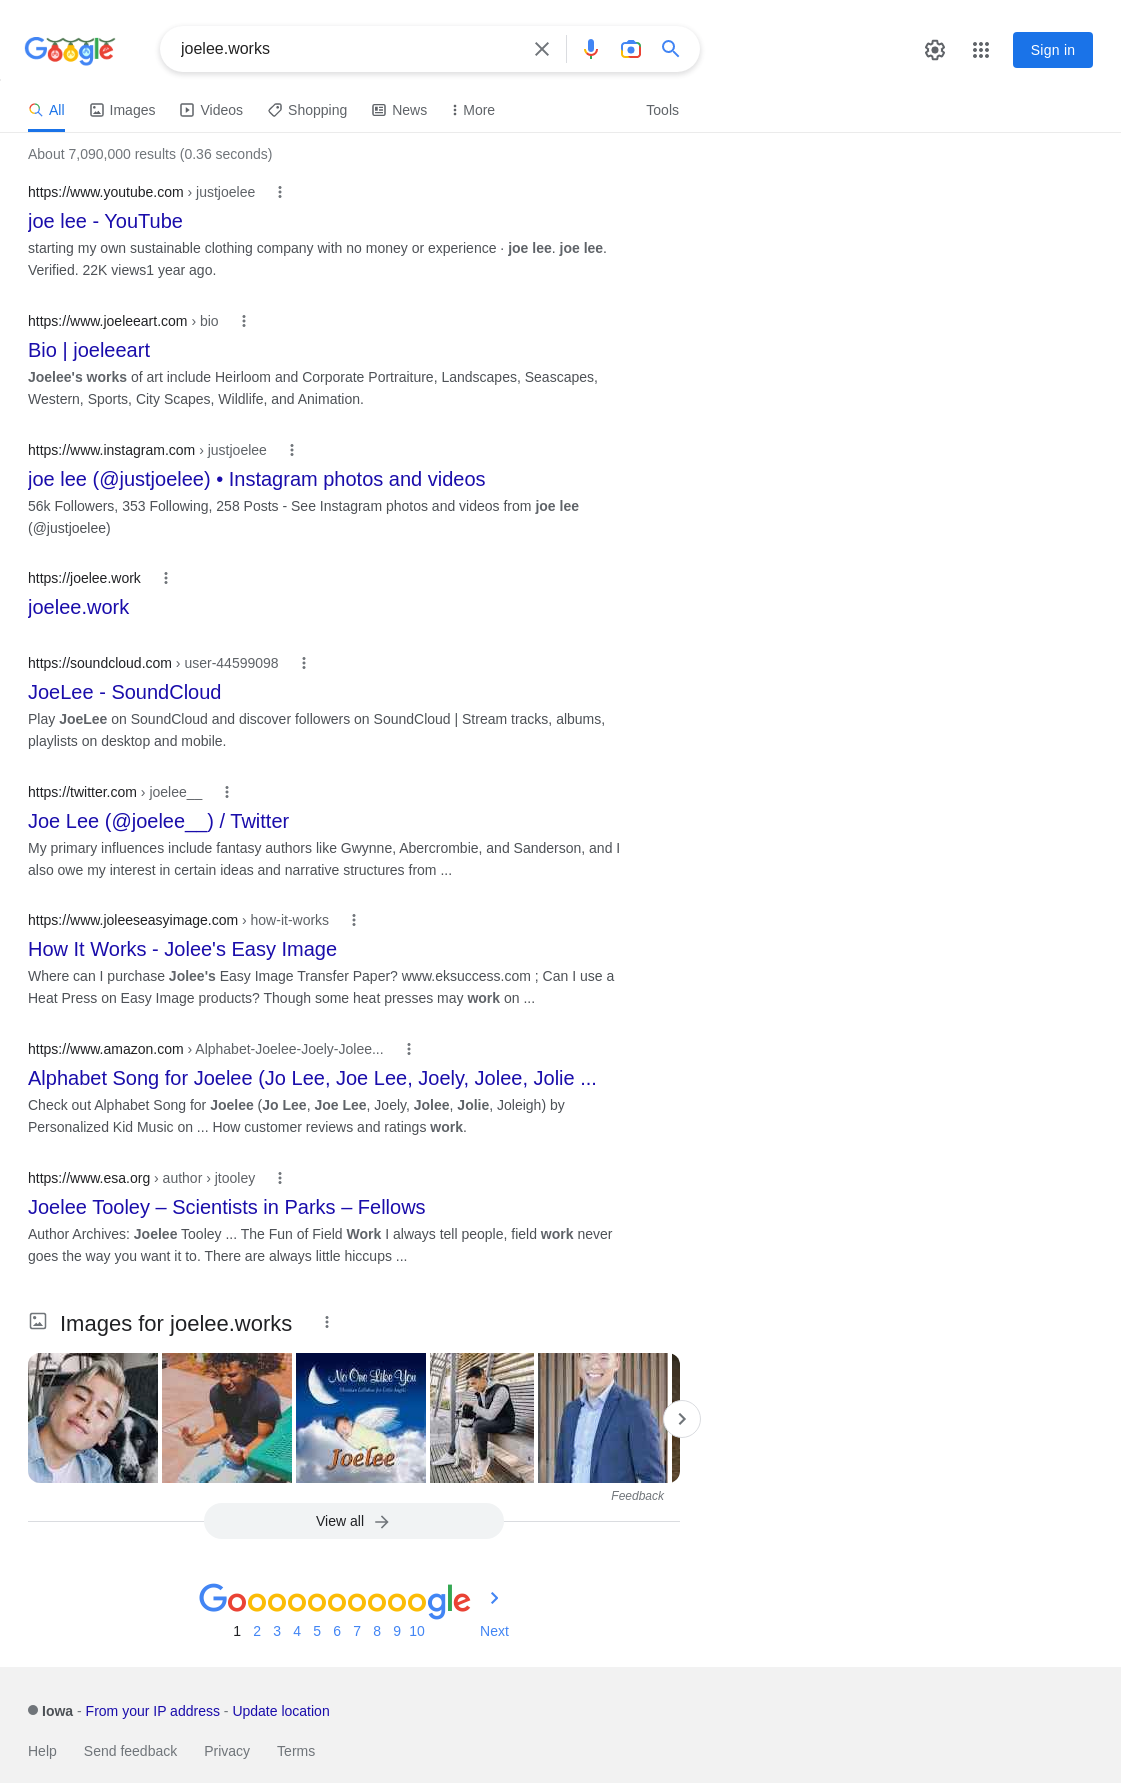 Google
joelee.works
Sign in
All Images Videos Shopping News More Tools
About 7,090,000 results (0.36 seconds)
https://www.youtube.com › justjoelee
joe lee - YouTube
starting my own sustainable clothing company with no money or experience · joe lee. joe lee.
Verified. 22K views1 year ago.
https://www.joeleeart.com › bio
Bio | joeleeart
Joelee's works of art include Heirloom and Corporate Portraiture, Landscapes, Seascapes,
Western, Sports, City Scapes, Wildlife, and Animation.
https://www.instagram.com › justjoelee
joe lee (@justjoelee) • Instagram photos and videos
56k Followers, 353 Following, 258 Posts - See Instagram photos and videos from joe lee
(@justjoelee)
https://joelee.work
joelee.work
https://soundcloud.com › user-44599098
JoeLee - SoundCloud
Play JoeLee on SoundCloud and discover followers on SoundCloud | Stream tracks, albums,
playlists on desktop and mobile.
https://twitter.com › joelee__
Joe Lee (@joelee__) / Twitter
My primary influences include fantasy authors like Gwynne, Abercrombie, and Sanderson, and I
also owe my interest in certain ideas and narrative structures from ...
https://www.joleeseasyimage.com › how-it-works
How It Works - Jolee's Easy Image
Where can I purchase Jolee's Easy Image Transfer Paper? www.eksuccess.com ; Can I use a
Heat Press on Easy Image products? Though some heat presses may work on ...
https://www.amazon.com › Alphabet-Joelee-Joely-Jolee...
Alphabet Song for Joelee (Jo Lee, Joe Lee, Joely, Jolee, Jolie ...
Check out Alphabet Song for Joelee (Jo Lee, Joe Lee, Joely, Jolee, Jolie, Joleigh) by
Personalized Kid Music on ... How customer reviews and ratings work.
https://www.esa.org › author › jtooley
Joelee Tooley – Scientists in Parks – Fellows
Author Archives: Joelee Tooley ... The Fun of Field Work I always tell people, field work never
goes the way you want it to. There are always little hiccups ...
Images for joelee.works
No One Like You
Christian Lullabies for Little Angels
Joelee
Feedback
View all
Goooooooooogle
1 2 3 4 5 6 7 8 9 10 Next
Iowa - From your IP address - Update location
Help Send feedback Privacy Terms